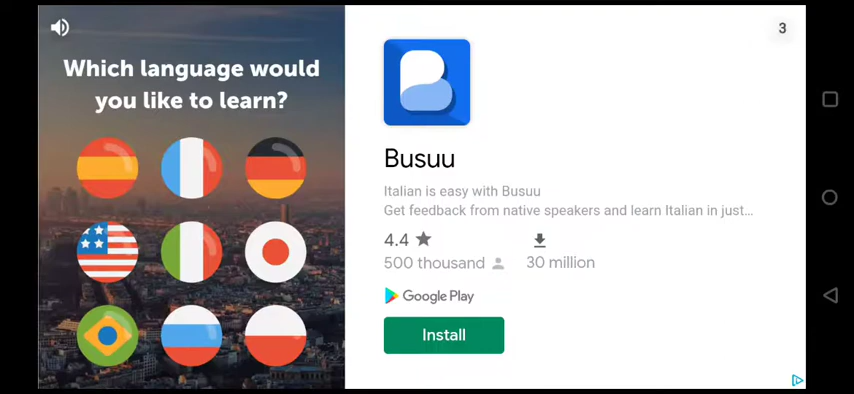 Which language would
you like to learn?
3
Busuu
Italian is easy with Busuu
Get feedback from native speakers and learn Italian in just...
4.4
500 thousand
30 million
Google Play
Install